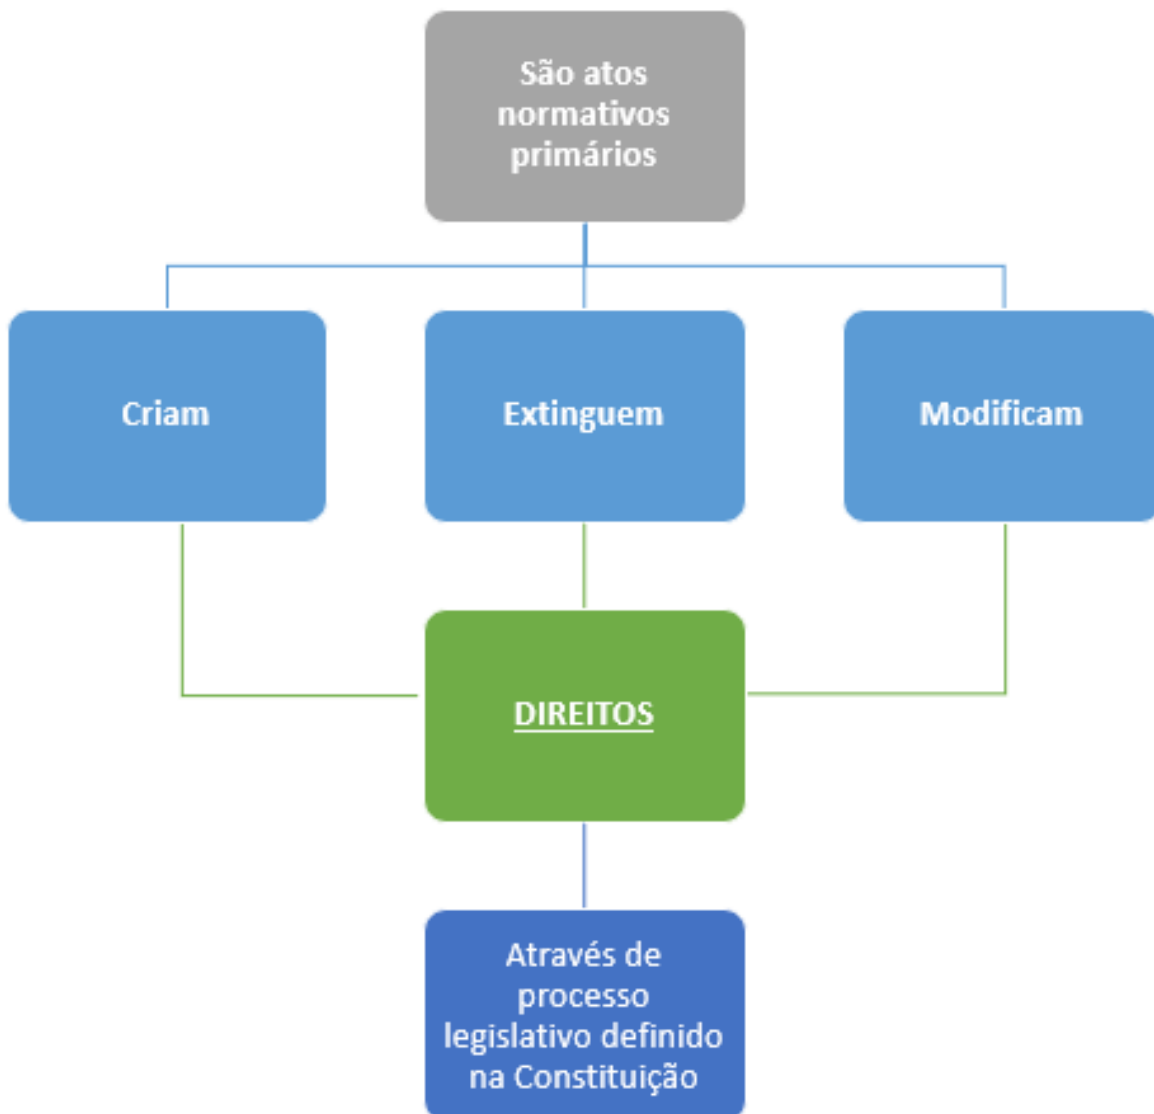 São atos
normativos
primários
Criam
Extinguem
Modificam
DIREITOS
Através de
processo
legislativo definido
na Constituição